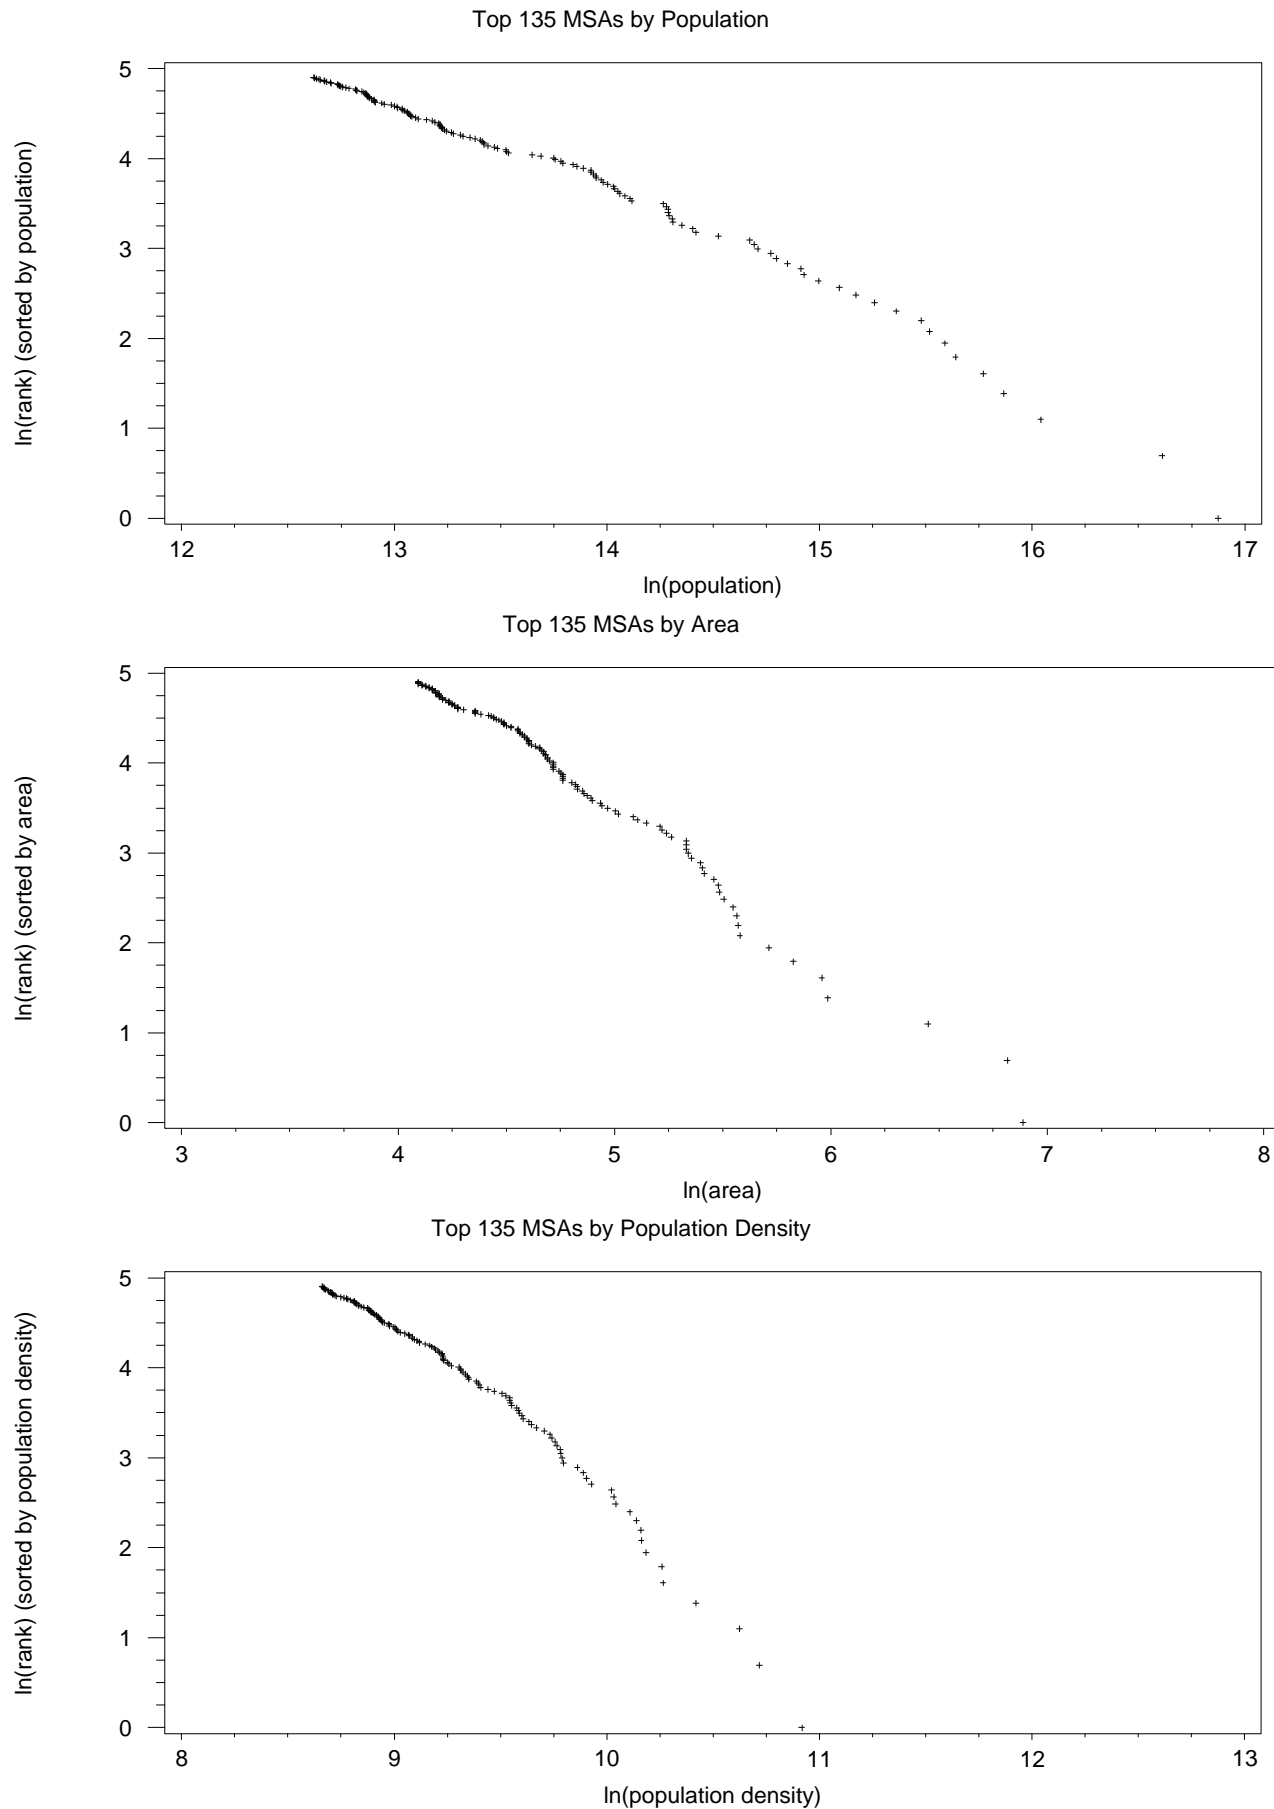 Top 135 MSAs by Population
ln(rank) (sorted by population)
5
4
3
2
1
0
12 13 14 15 16 17
ln(population)
Top 135 MSAs by Area
ln(rank) (sorted by area)
5
4
3
2
1
0
3 4 5 6 7 8
ln(area)
Top 135 MSAs by Population Density
ln(rank) (sorted by population density)
5
4
3
2
1
0
8 9 10 11 12 13
ln(population density)